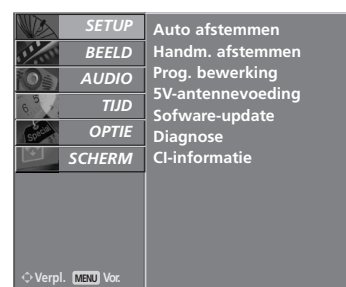 SETUP
BEELD
AUDIO
TIJD
OPTIE
SCHERM
Auto afstemmen
Handm. afstemmen
Prog. bewerking
5V-antennevoeding
Sofware-update
Diagnose
CI-informatie
Verpl. MENU Vor.